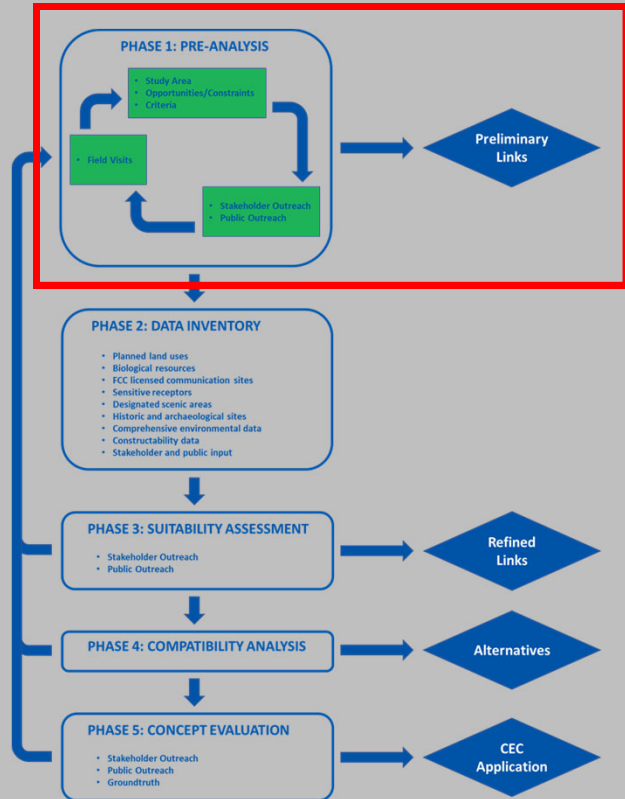 PHASE 1: PRE-ANALYSIS
• Study Area
• Opportunities/Constraints
• Criteria
• Field Visits
• Stakeholder Outreach
• Public Outreach
Preliminary
Links
PHASE 2: DATA INVENTORY
• Planned land uses
• Biological resources
• FCC licensed communication sites
• Sensitive receptors
• Designated scenic areas
• Historic and archaeological sites
• Comprehensive environmental data
• Constructability data
• Stakeholder and public input
PHASE 3: SUITABILITY ASSESSMENT
• Stakeholder Outreach
• Public Outreach
Refined
Links
PHASE 4: COMPATIBILITY ANALYSIS
Alternatives
PHASE 5: CONCEPT EVALUATION
• Stakeholder Outreach
• Public Outreach
• Groundtruth
CEC
Application